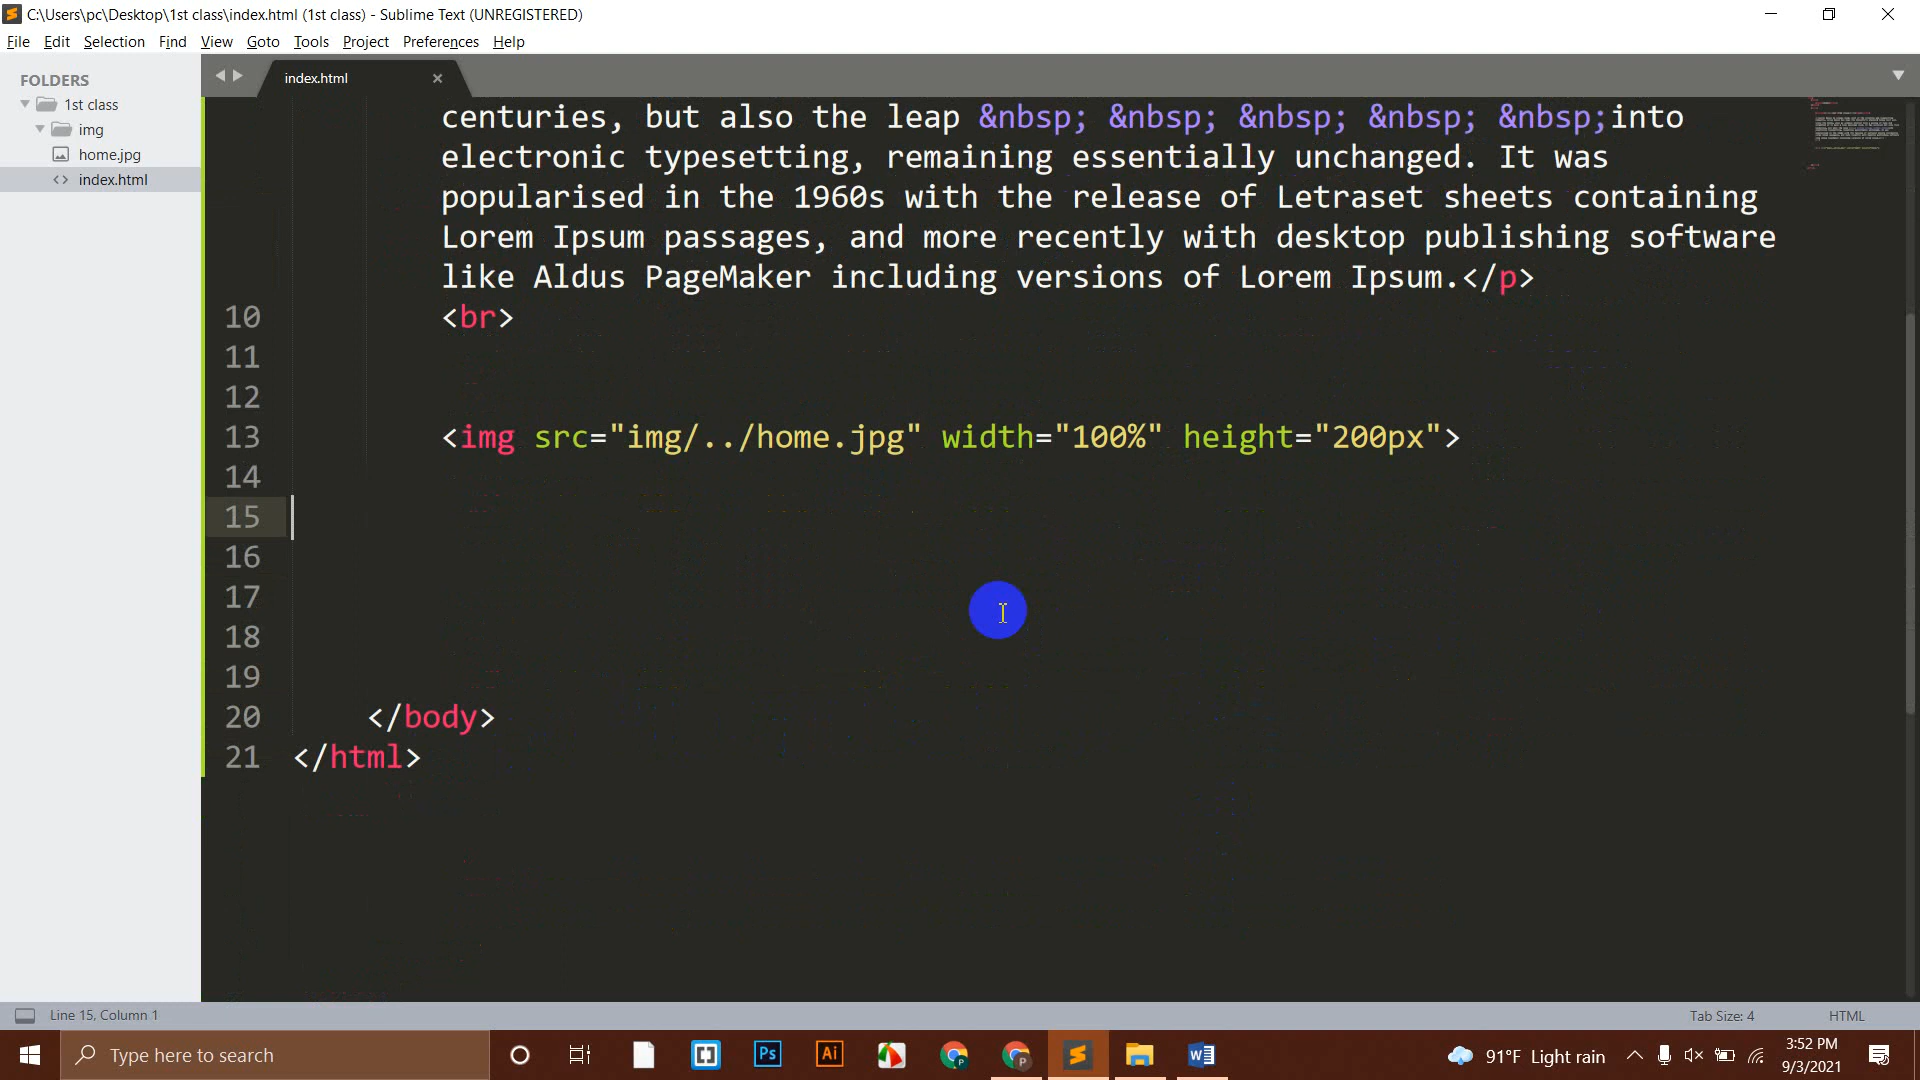 C:\Users\pc\Desktop\1st class\index.html (1st class) - Sublime Text (UNREGISTERED)
File Edit Selection Find View Goto Tools Project Preferences Help
FOLDERS
1st class
img
home.jpg
index.html
index.html
centuries, but also the leap &nbsp; &nbsp; &nbsp; &nbsp; &nbsp;into
electronic typesetting, remaining essentially unchanged. It was
popularised in the 1960s with the release of Letraset sheets containing
Lorem Ipsum passages, and more recently with desktop publishing software
like Aldus PageMaker including versions of Lorem Ipsum.</p>
10 <br>
11
12
13 <img src="img/../home.jpg" width="100%" height="200px">
14
15
16
17
18
19
20 </body>
21 </html>
Line 15, Column 1
Tab Size: 4
HTML
Type here to search
Ps
Ai
91°F Light rain
3:52 PM
9/3/2021